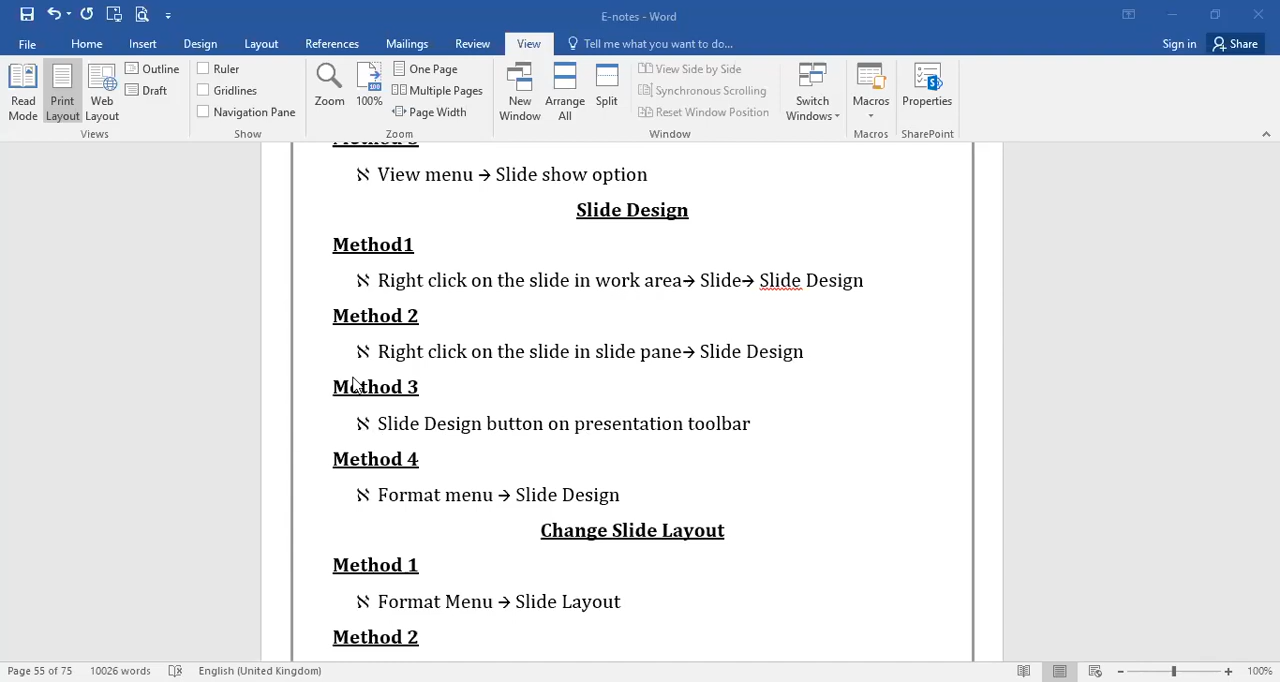 E-notes - Word
File Home Insert Design Layout References Mailings Review View Tell me what you want to do... Sign in Share
Read Mode
Print Layout
Web Layout
Outline
Draft
Views
Ruler
Gridlines
Navigation Pane
Show
Zoom
100%
One Page
Multiple Pages
Page Width
Zoom
New Window
Arrange All
Split
View Side by Side
Synchronous Scrolling
Reset Window Position
Window
Switch Windows
Macros
Macros
Properties
SharePoint
ℵ View menu → Slide show option
Slide Design
Method1
ℵ Right click on the slide in work area→ Slide→ Slide Design
Method 2
ℵ Right click on the slide in slide pane→ Slide Design
Method 3
ℵ Slide Design button on presentation toolbar
Method 4
ℵ Format menu → Slide Design
Change Slide Layout
Method 1
ℵ Format Menu → Slide Layout
Method 2
Page 55 of 75 10026 words English (United Kingdom) 100%